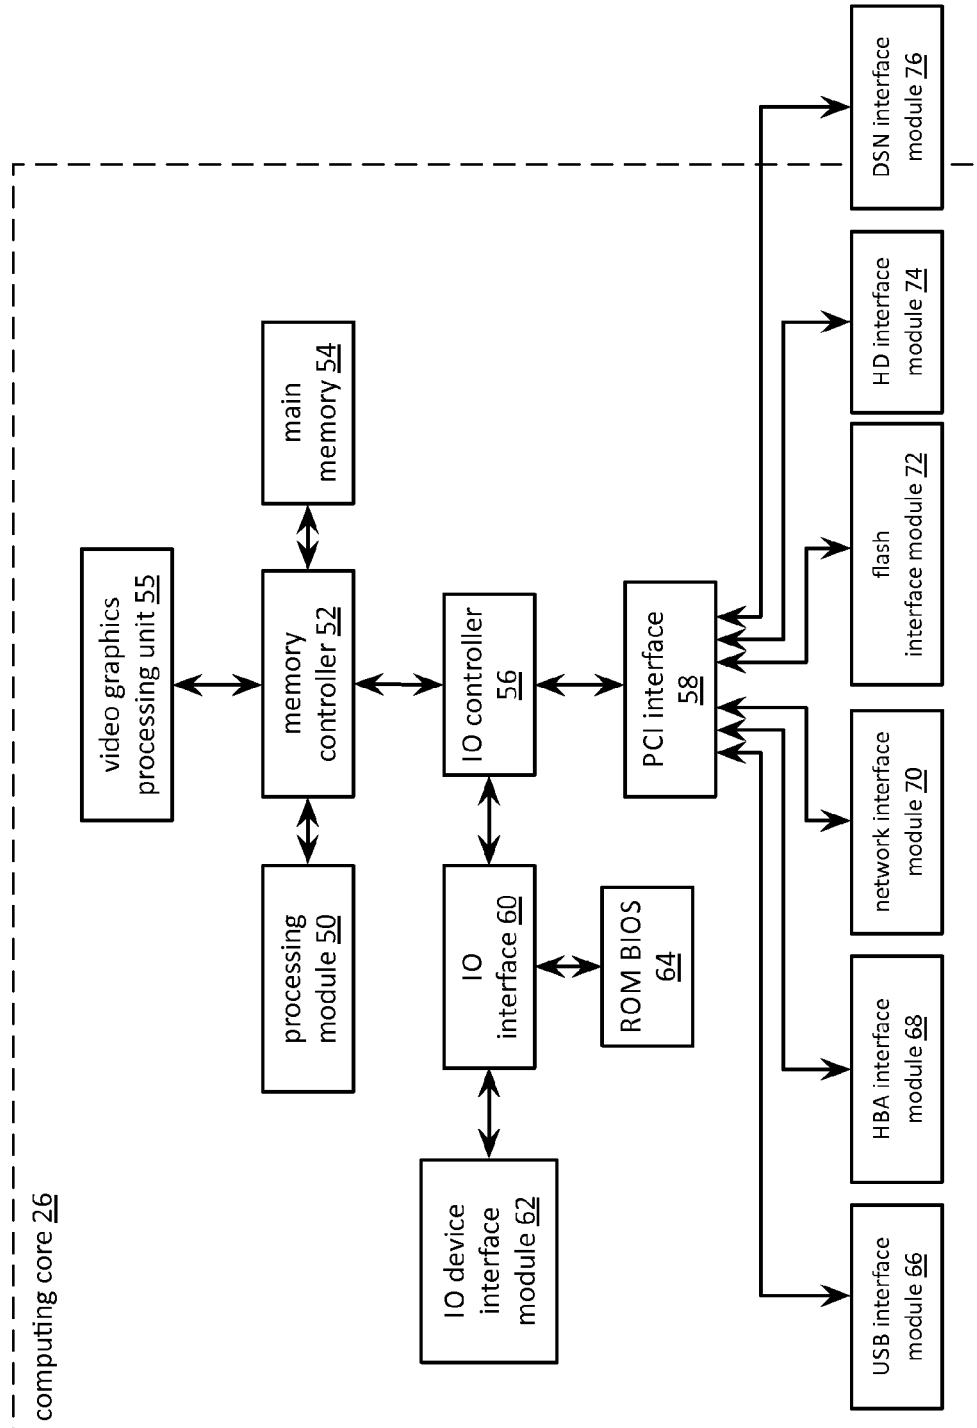 computing core 26
video graphics
processing unit 55
processing
module 50
memory
controller 52
main
memory 54
IO device
interface
module 62
IO
interface 60
IO controller
56
ROM BIOS
64
PCI interface
58
USB interface
module 66
HBA interface
module 68
network interface
module 70
flash
interface module 72
HD interface
module 74
DSN interface
module 76